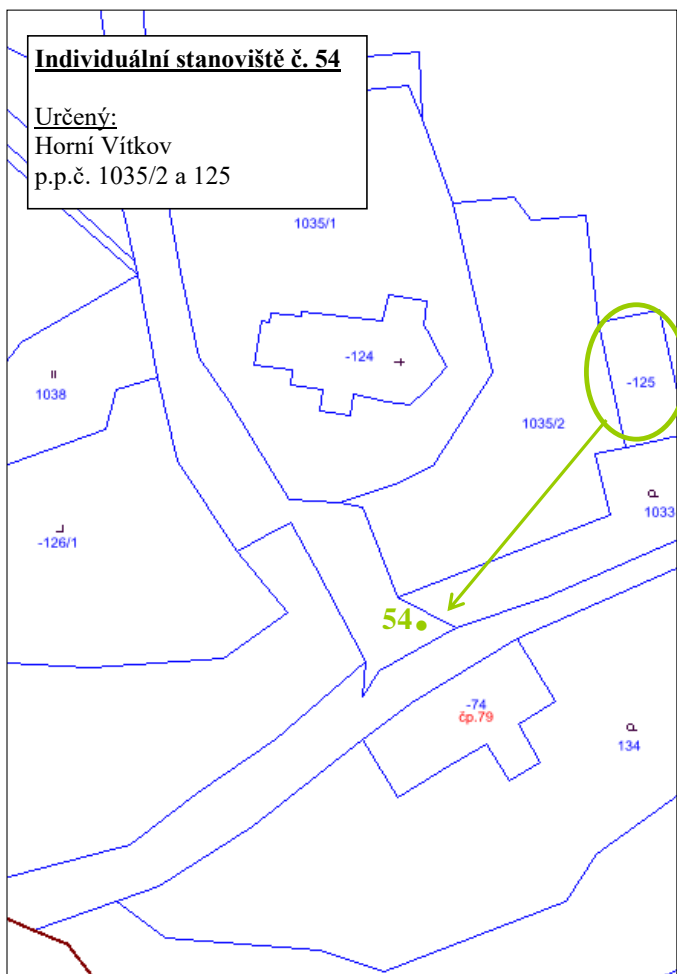 Individuální stanoviště č. 54
Určený:
Horní Vítkov
p.p.č. 1035/2 a 125
1035/1
-124
1038
-125
1035/2
1033
-126/1
54
-74
čp.79
134